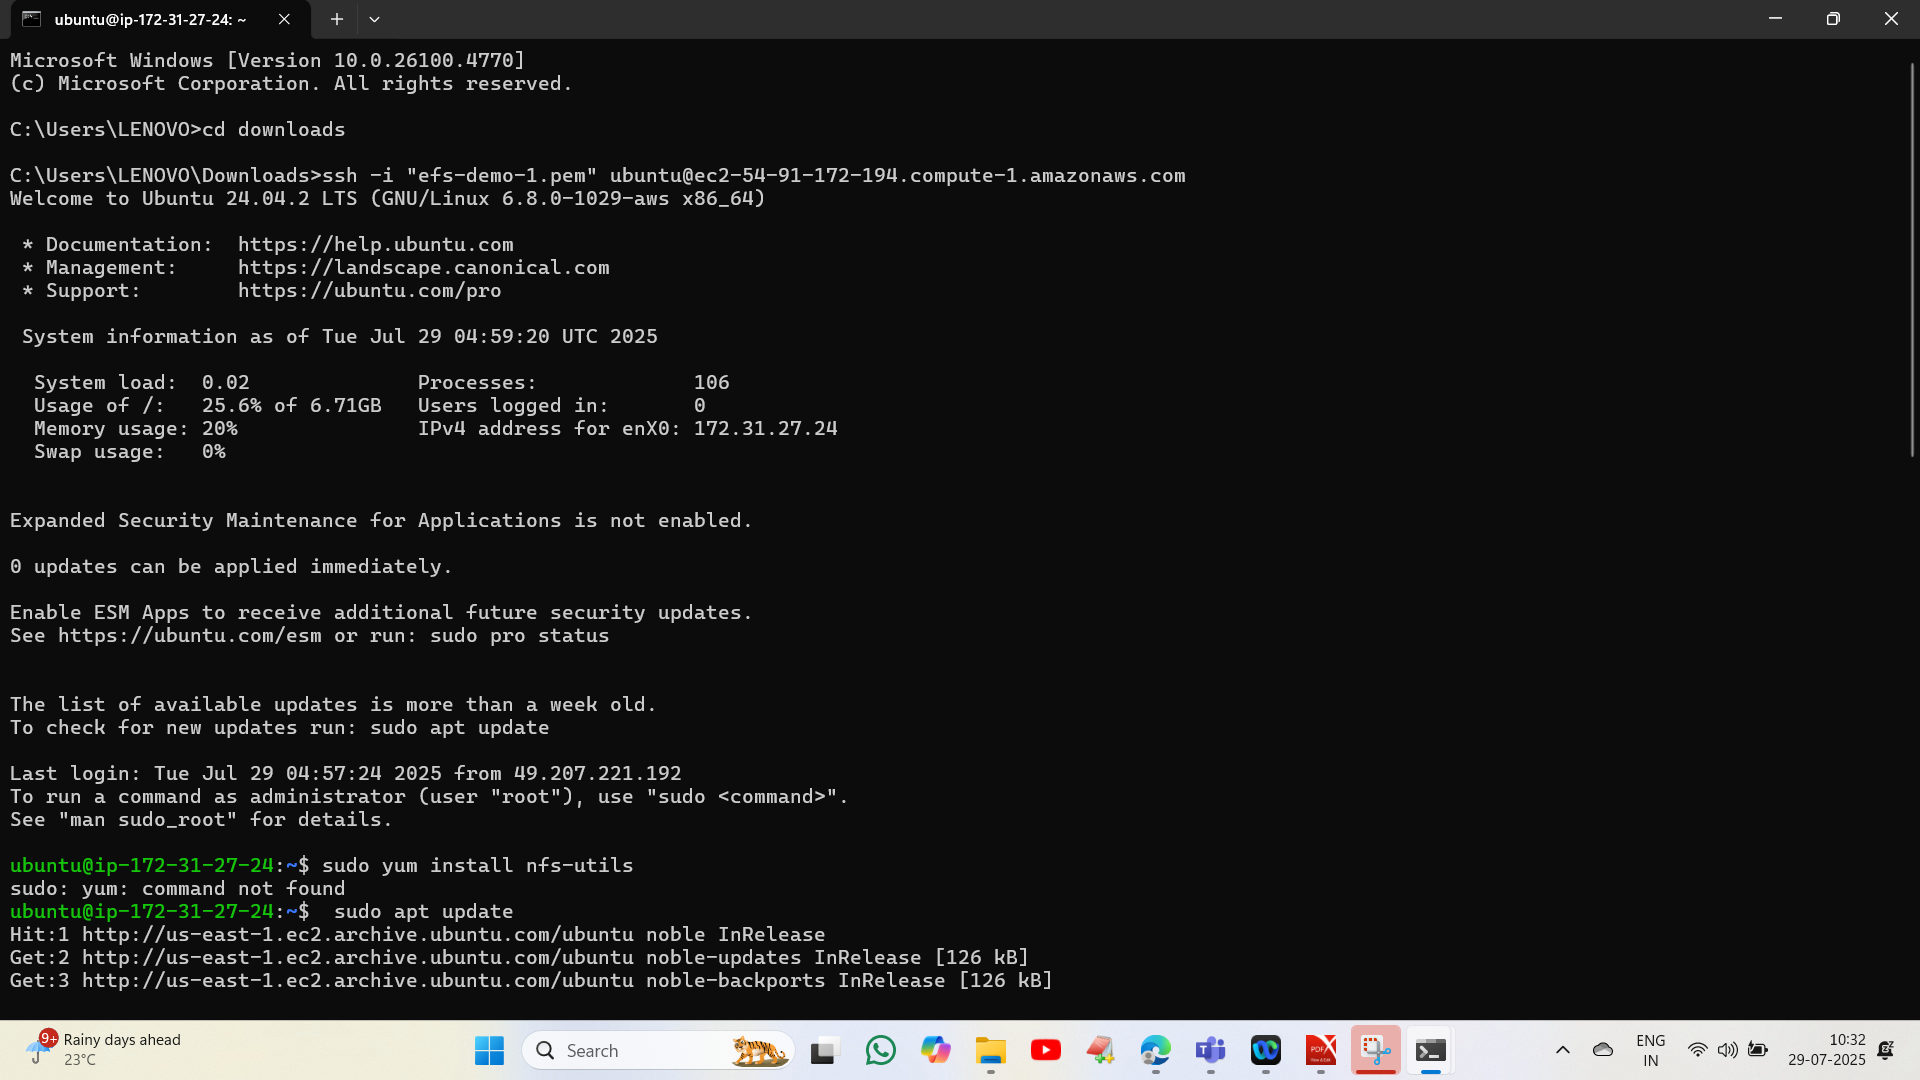 ubuntu@ip-172-31-27-24: ~
Microsoft Windows [Version 10.0.26100.4770]
(c) Microsoft Corporation. All rights reserved.
C:\Users\LENOVO>cd downloads
C:\Users\LENOVO\Downloads>ssh -i "efs-demo-1.pem" ubuntu@ec2-54-91-172-194.compute-1.amazonaws.com
Welcome to Ubuntu 24.04.2 LTS (GNU/Linux 6.8.0-1029-aws x86_64)
* Documentation:  https://help.ubuntu.com
* Management:     https://landscape.canonical.com
* Support:        https://ubuntu.com/pro
System information as of Tue Jul 29 04:59:20 UTC 2025
System load:  0.02              Processes:             106
Usage of /:   25.6% of 6.71GB   Users logged in:       0
Memory usage: 20%               IPv4 address for enX0: 172.31.27.24
Swap usage:   0%
Expanded Security Maintenance for Applications is not enabled.
0 updates can be applied immediately.
Enable ESM Apps to receive additional future security updates.
See https://ubuntu.com/esm or run: sudo pro status
The list of available updates is more than a week old.
To check for new updates run: sudo apt update
Last login: Tue Jul 29 04:57:24 2025 from 49.207.221.192
To run a command as administrator (user "root"), use "sudo <command>".
See "man sudo_root" for details.
ubuntu@ip-172-31-27-24:~$ sudo yum install nfs-utils
sudo: yum: command not found
ubuntu@ip-172-31-27-24:~$  sudo apt update
Hit:1 http://us-east-1.ec2.archive.ubuntu.com/ubuntu noble InRelease
Get:2 http://us-east-1.ec2.archive.ubuntu.com/ubuntu noble-updates InRelease [126 kB]
Get:3 http://us-east-1.ec2.archive.ubuntu.com/ubuntu noble-backports InRelease [126 kB]
9+
Rainy days ahead
23°C
Search
PDF
ENG
IN
10:32
29-07-2025